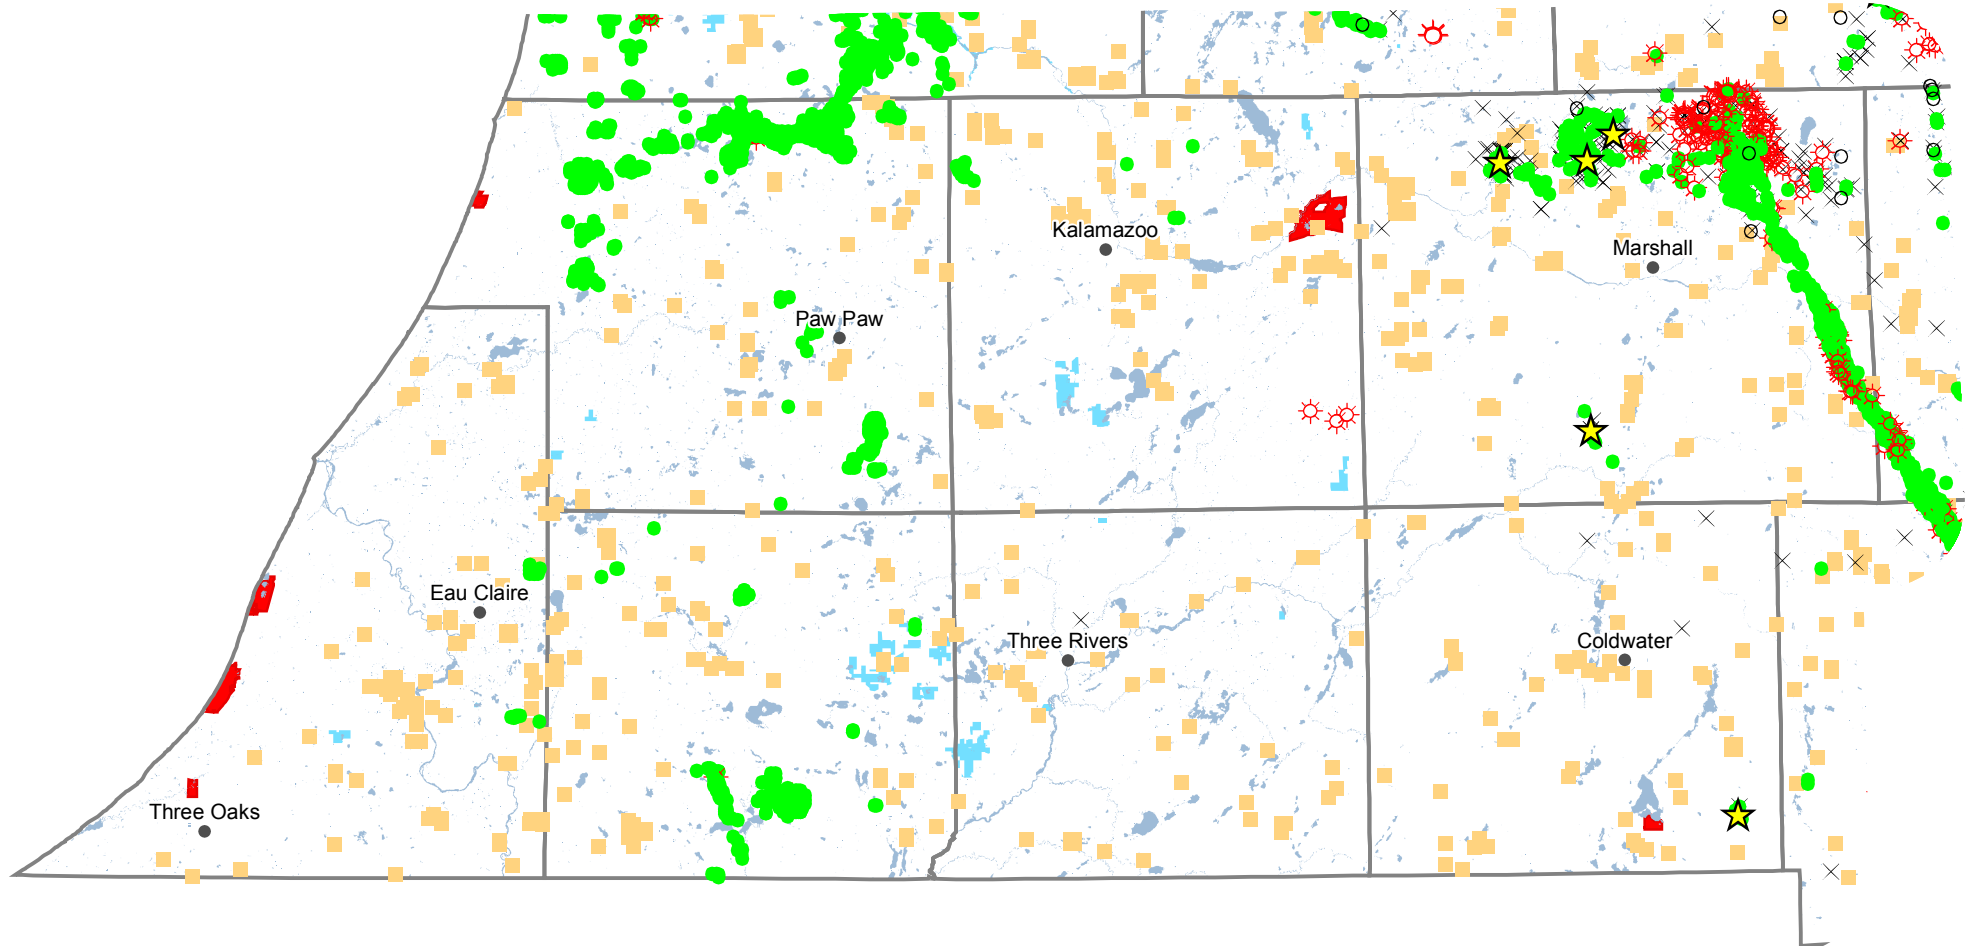 Kalamazoo
Marshall
Paw Paw
Eau Claire
Three Rivers
Coldwater
Three Oaks